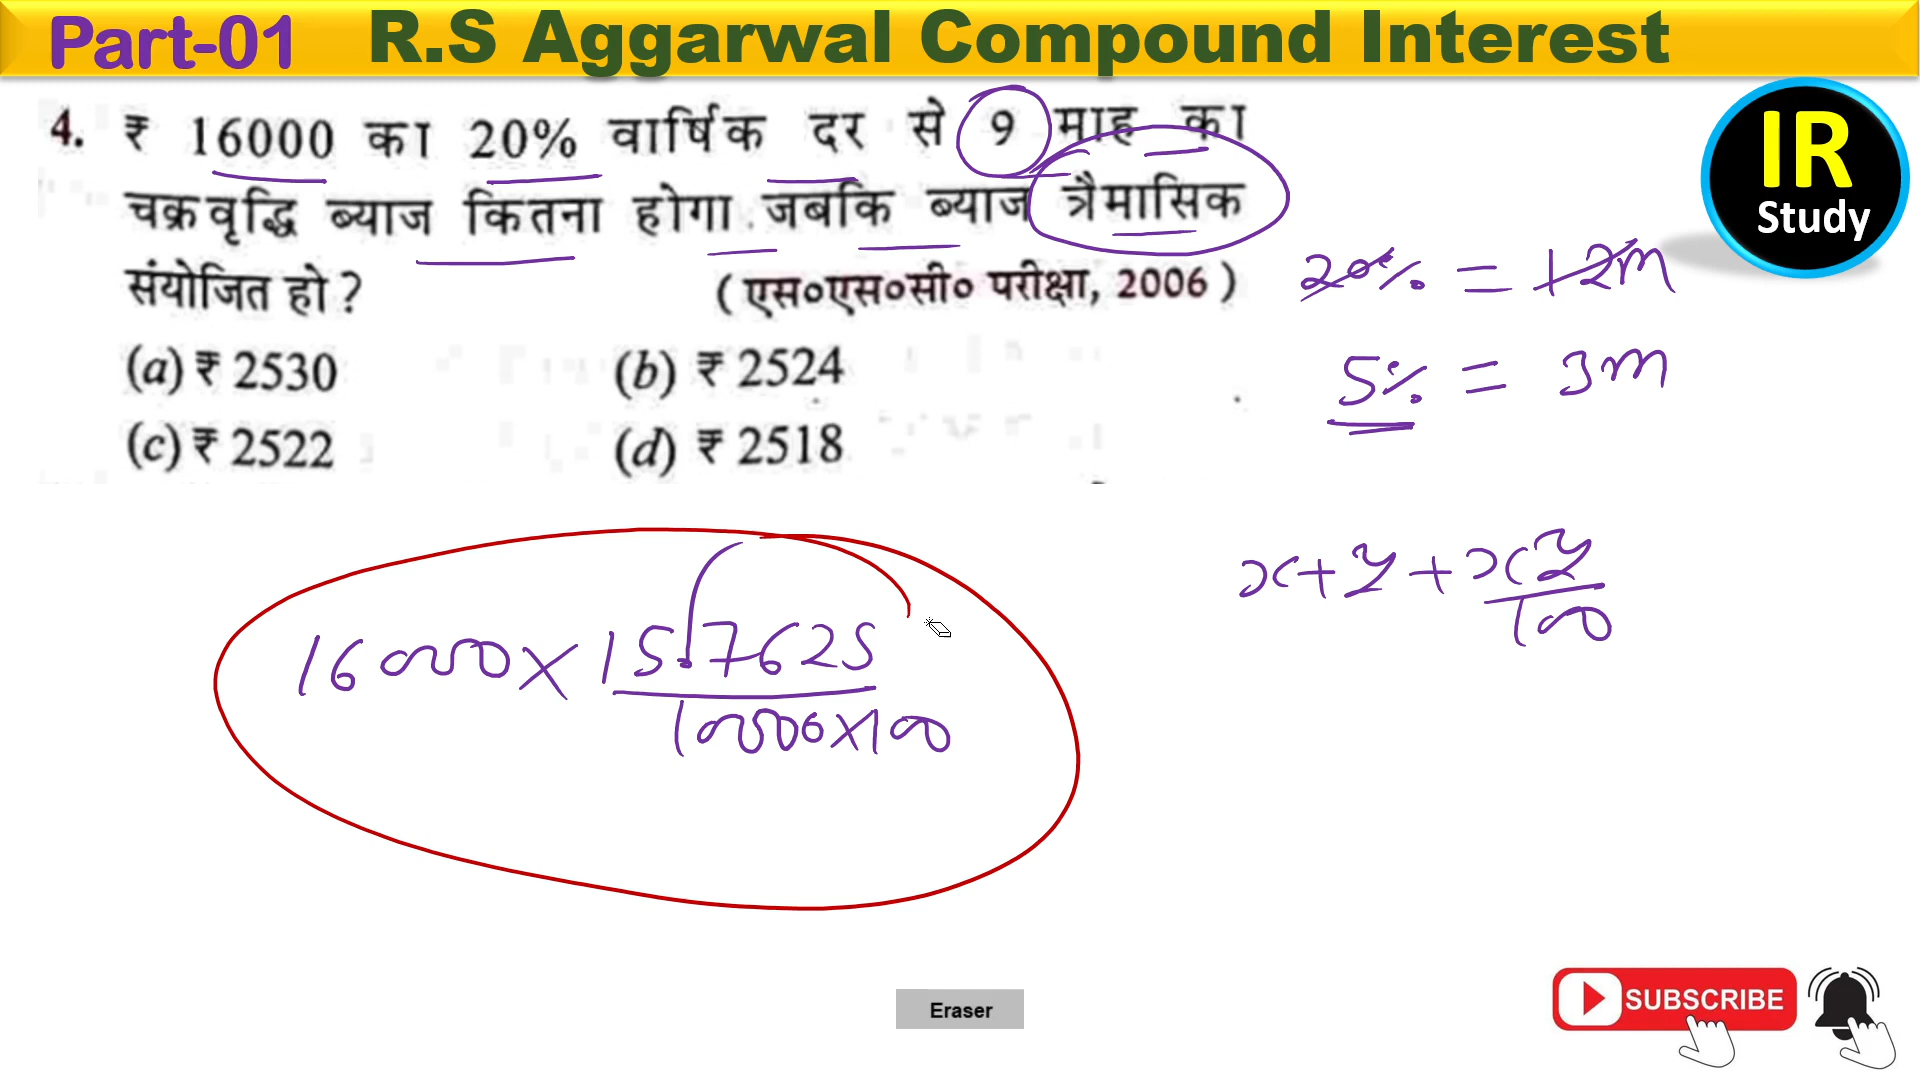 Part-01 R.S Aggarwal Compound Interest
IR
Study
4. ₹ 16000 का 20% वार्षिक दर से 9 माह का
चक्रवृद्धि ब्याज कितना होगा जबकि ब्याज त्रैमासिक
संयोजित हो ? ( एस०एस०सी० परीक्षा, 2006 )
(a) ₹ 2530 (b) ₹ 2524
(c) ₹ 2522 (d) ₹ 2518
20% = 12m
5% = 3m
x+y+xy/100
16000×15.7625
10000×100
Eraser
SUBSCRIBE